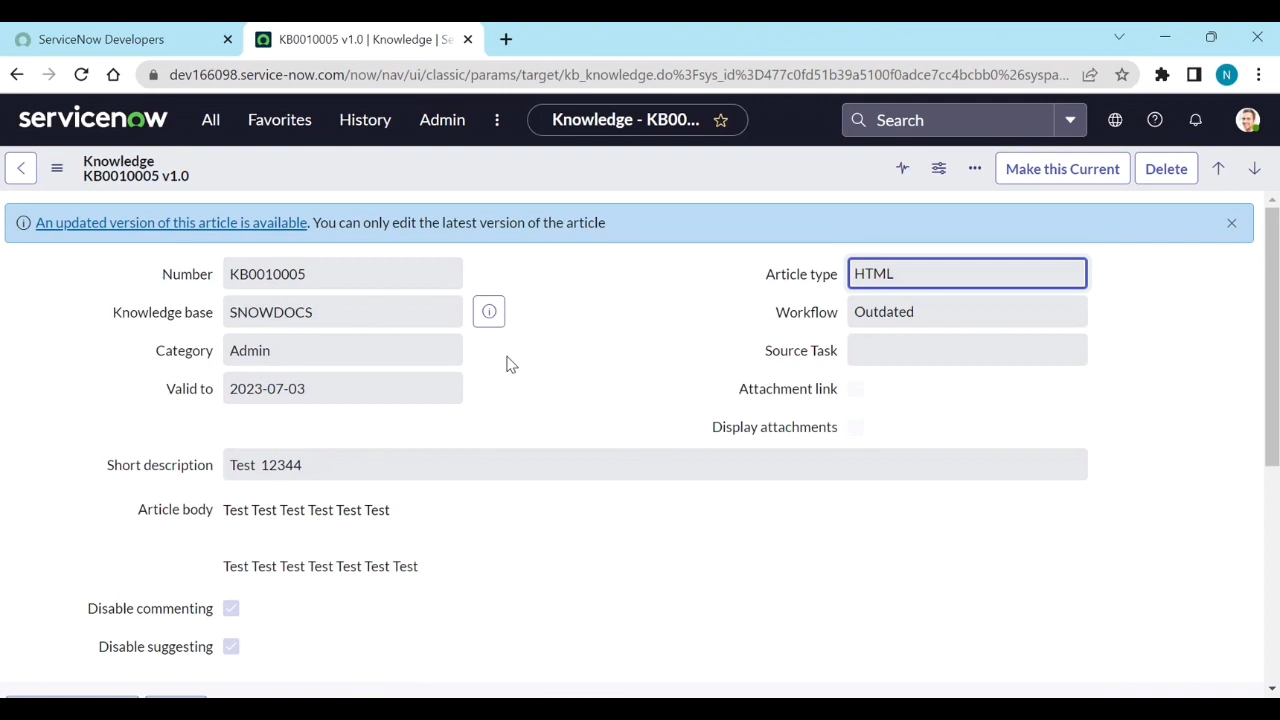 ServiceNow Developers
KB0010005 v1.0 | Knowledge | Se
dev166098.service-now.com/now/nav/ui/classic/params/target/kb_knowledge.do%3Fsys_id%3D477c0fd51b39a5100f0adce7cc4bcbb0%26syspa...
N
servicenow All Favorites History Admin Knowledge - KB00... Search
Knowledge
KB0010005 v1.0
Make this Current Delete
An updated version of this article is available. You can only edit the latest version of the article
Number KB0010005 Article type HTML
Knowledge base SNOWDOCS Workflow Outdated
Category Admin Source Task
Valid to 2023-07-03 Attachment link
Display attachments
Short description Test 12344
Article body Test Test Test Test Test Test
Test Test Test Test Test Test Test
Disable commenting
Disable suggesting